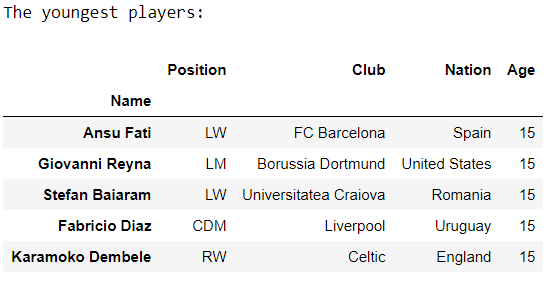 The youngest players:
Position Club Nation Age
Name
Ansu Fati LW FC Barcelona Spain 15
Giovanni Reyna LM Borussia Dortmund United States 15
Stefan Baiaram LW Universitatea Craiova Romania 15
Fabricio Diaz CDM Liverpool Uruguay 15
Karamoko Dembele RW Celtic England 15